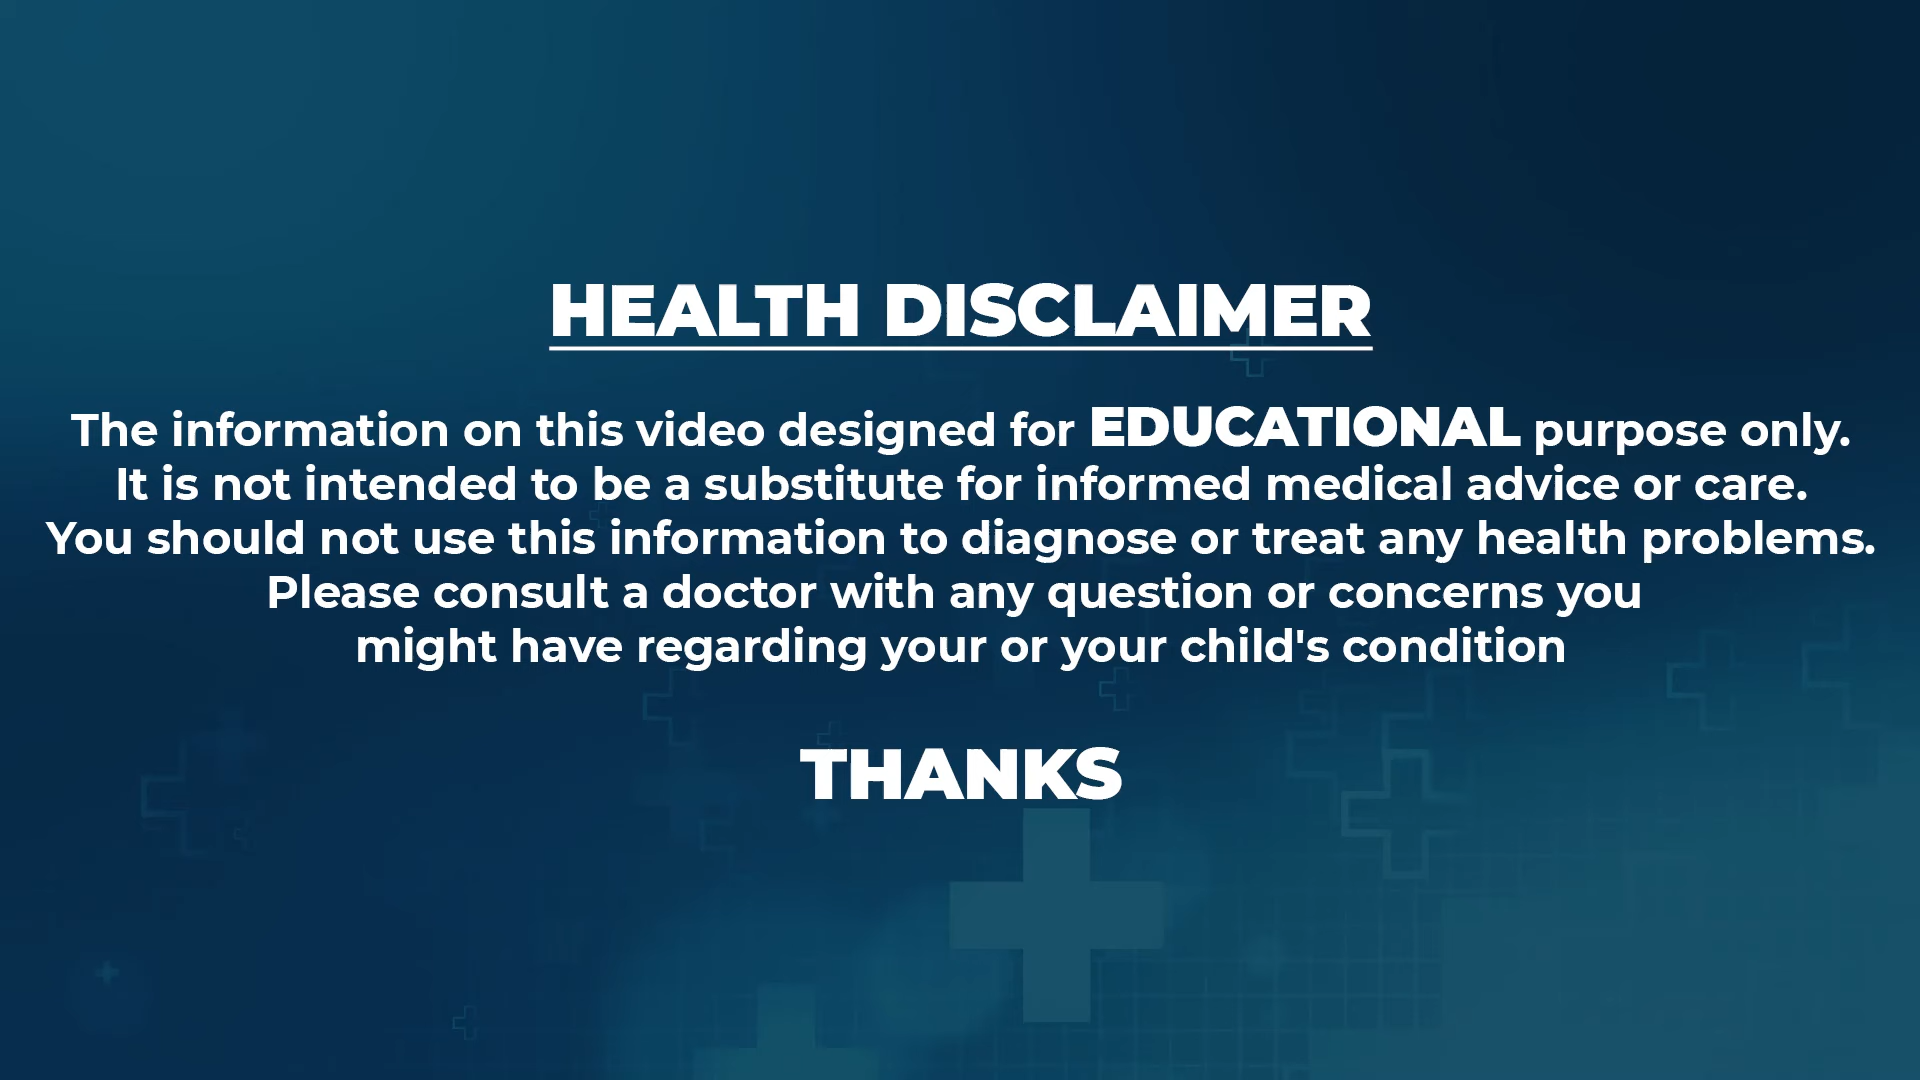 HEALTH DISCLAIMER
The information on this video designed for EDUCATIONAL purpose only.
It is not intended to be a substitute for informed medical advice or care.
You should not use this information to diagnose or treat any health problems.
Please consult a doctor with any question or concerns you
might have regarding your or your child's condition
THANKS